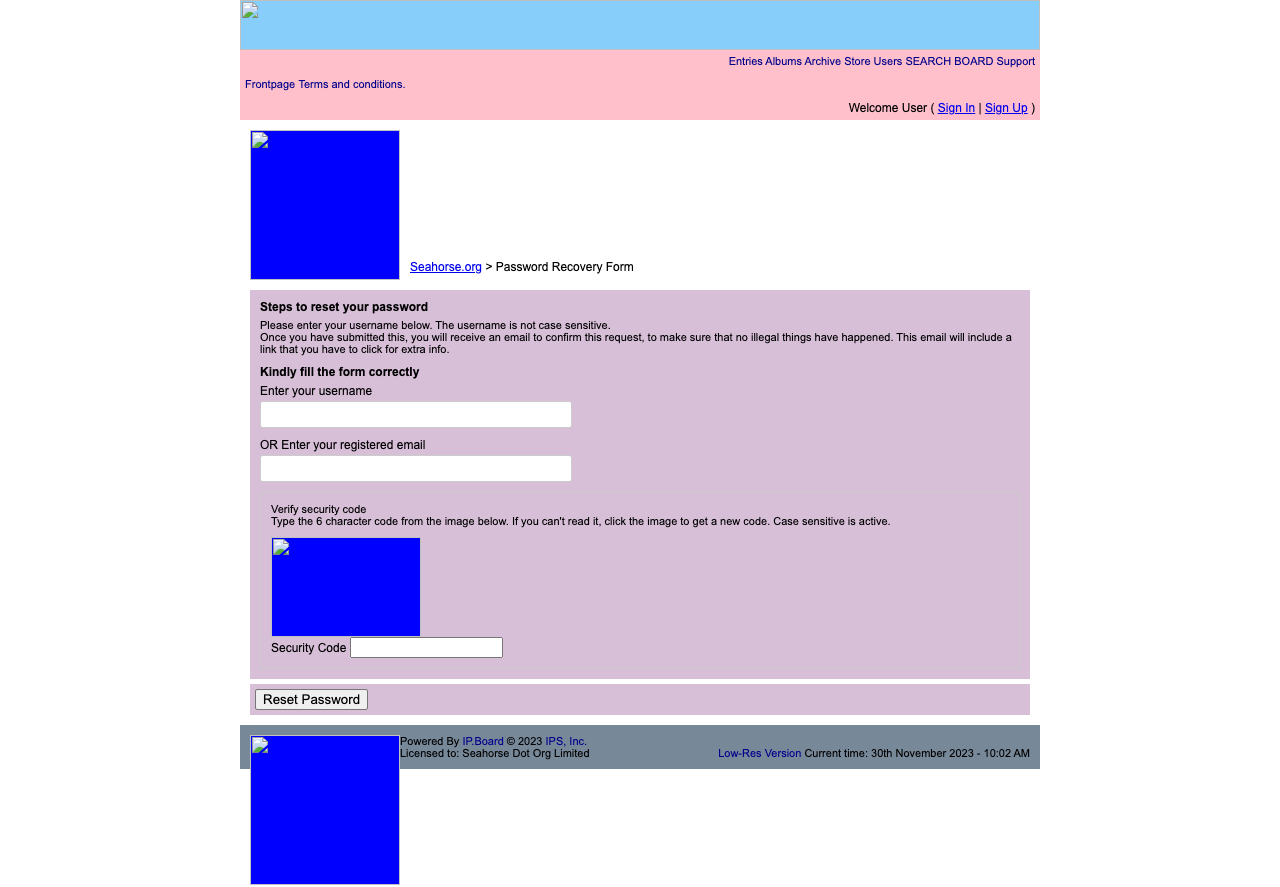 Entries Albums Archive Store Users SEARCH BOARD Support
Frontpage Terms and conditions.
Welcome User ( Sign In | Sign Up )
Seahorse.org > Password Recovery Form
Steps to reset your password
Please enter your username below. The username is not case sensitive.
Once you have submitted this, you will receive an email to confirm this request, to make sure that no illegal things have happened. This email will include a
link that you have to click for extra info.
Kindly fill the form correctly
Enter your username
OR Enter your registered email
Verify security code
Type the 6 character code from the image below. If you can't read it, click the image to get a new code. Case sensitive is active.
Security Code
Reset Password
Powered By IP.Board © 2023 IPS, Inc.
Licensed to: Seahorse Dot Org Limited
Low-Res Version Current time: 30th November 2023 - 10:02 AM